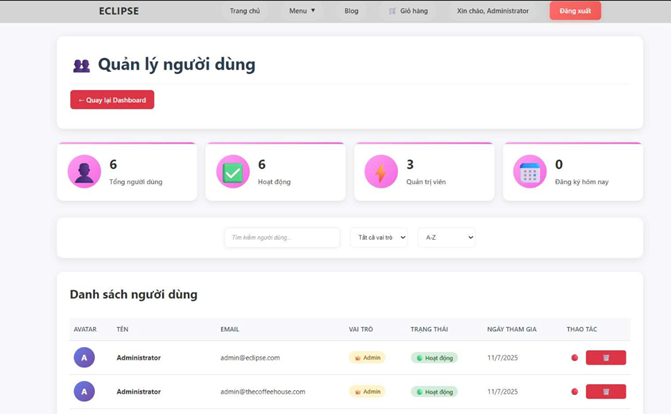 ECLIPSE Trang chủ Menu ▼ Blog Giỏ hàng Xin chào, Administrator Đăng xuất
Quản lý người dùng
← Quay lại Dashboard
6 6 3 0
Tổng người dùng Hoạt động Quản trị viên Đăng ký hôm nay
Tìm kiếm người dùng... Tất cả vai trò A-Z
Danh sách người dùng
AVATAR TÊN EMAIL VAI TRÒ TRẠNG THÁI NGÀY THAM GIA THAO TÁC
A Administrator admin@eclipse.com Admin Hoạt động 11/7/2025
A Administrator admin@thecoffeehouse.com Admin Hoạt động 11/7/2025